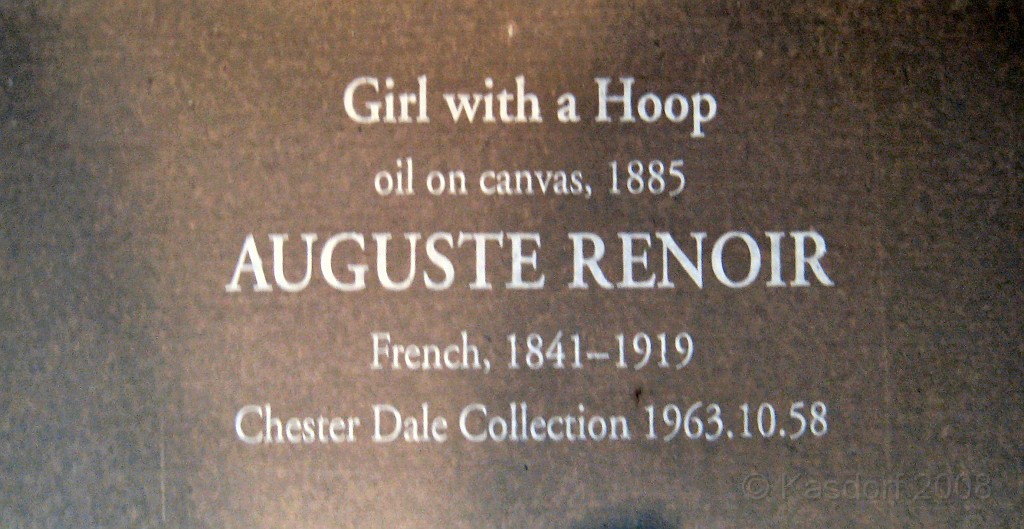 Girl with a Hoop
oil on canvas, 1885
AUGUSTE RENOIR
French, 1841–1919
Chester Dale Collection 1963.10.58
© Kasdorf 2008